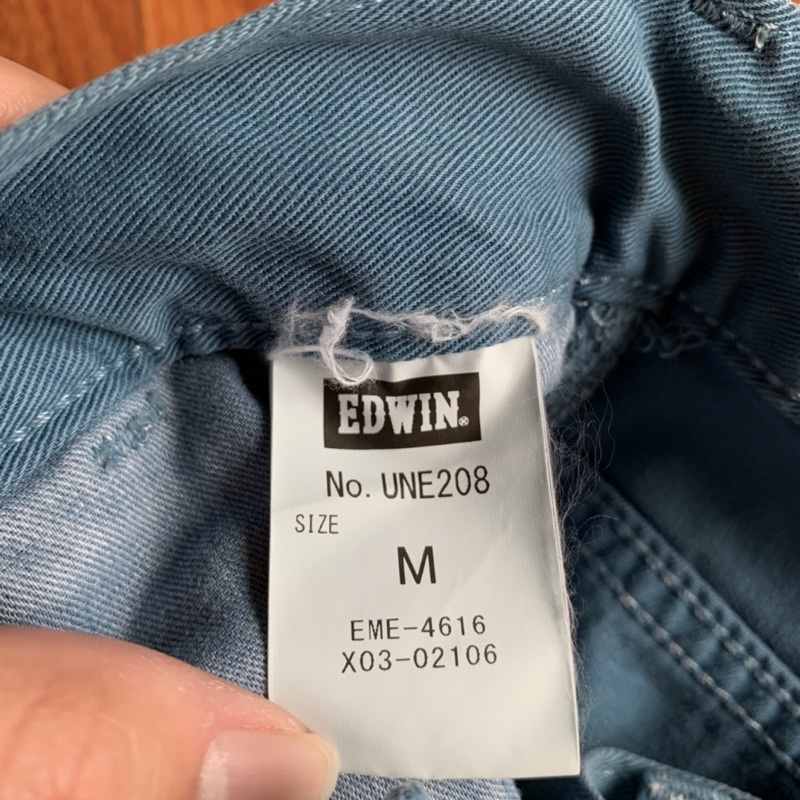 EDWIN®
No. UNE208
SIZE
M
EME-4616
X03-02106